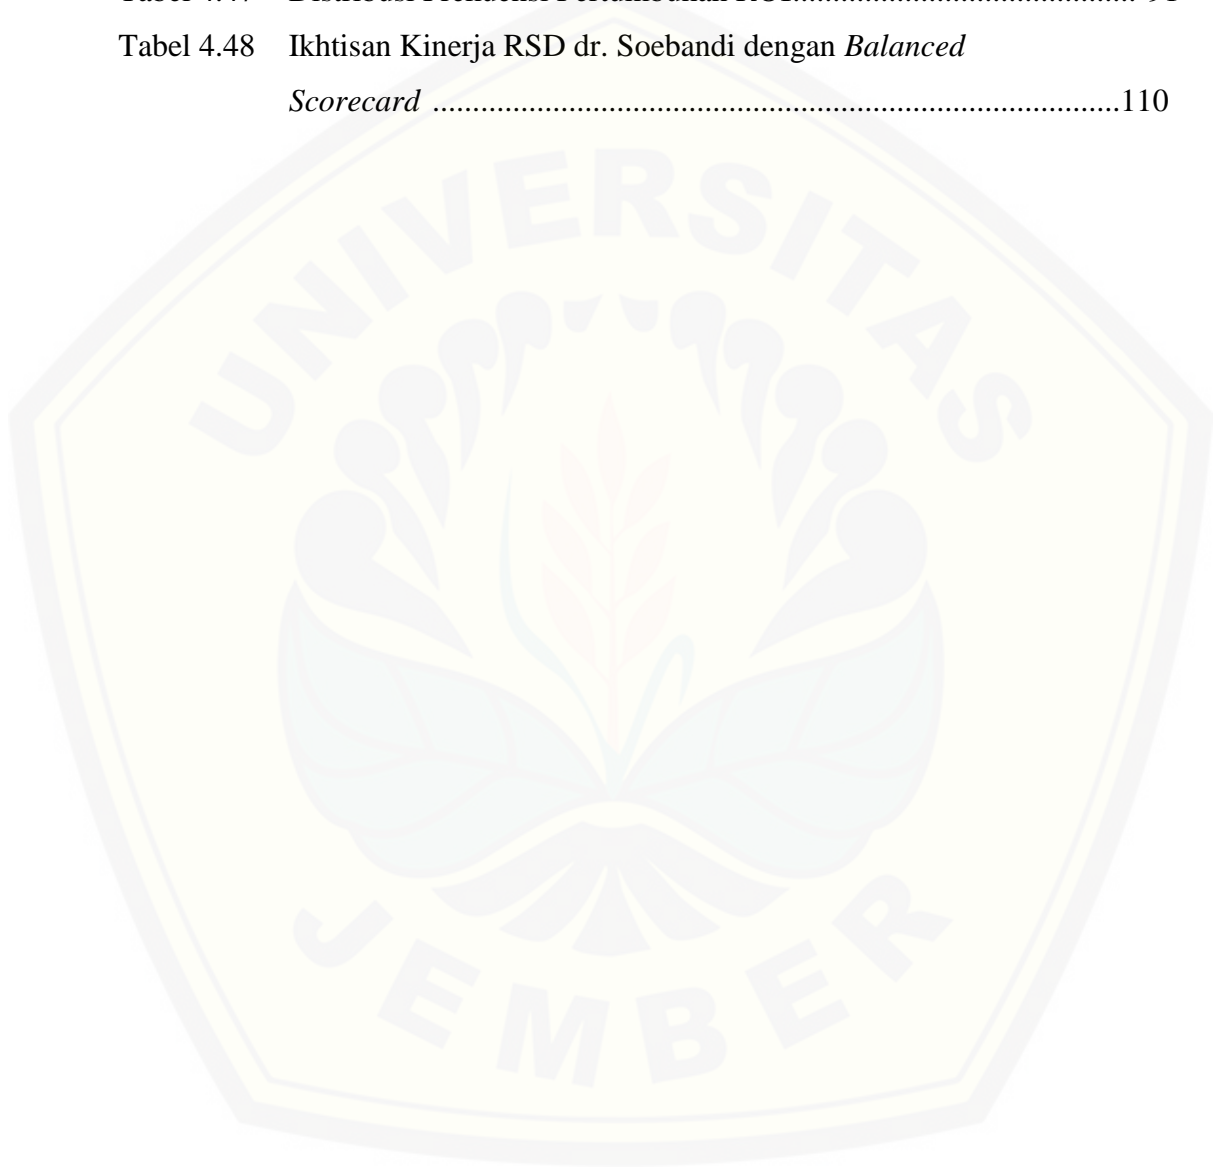 Tabel 4.48 Ikhtisan Kinerja RSD dr. Soebandi dengan Balanced
Scorecard ....................................................................................110
UNIVERSITAS
JEMBER